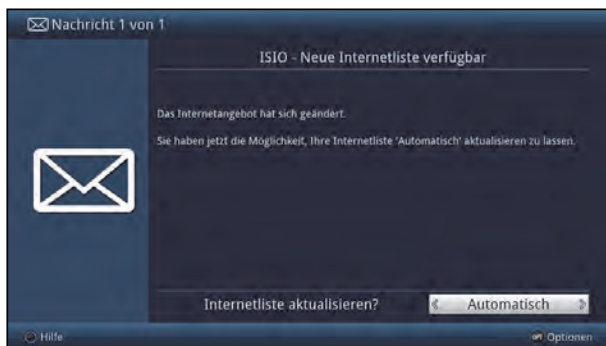 Nachricht 1 von 1
ISIO - Neue Internetliste verfügbar
Das Internetangebot hat sich geändert.
Sie haben jetzt die Möglichkeit, Ihre Internetliste 'Automatisch' aktualisieren zu lassen.
Internetliste aktualisieren? Automatisch
Hilfe OPT Optionen